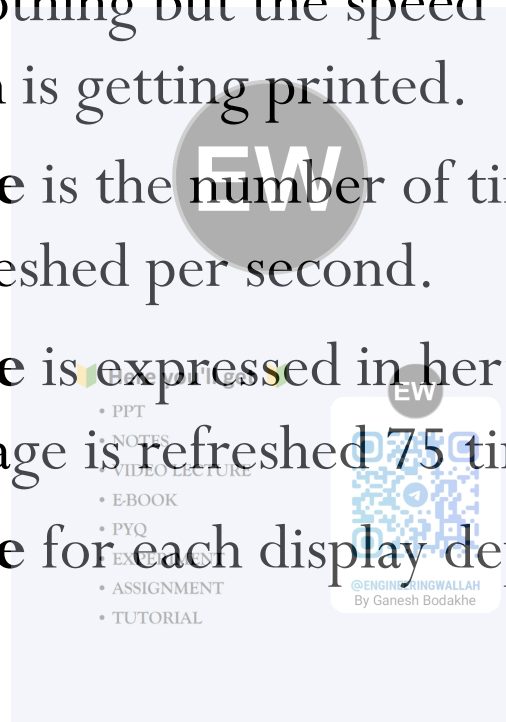 othing but the speed
is getting printed.
e is the number of ti
eshed per second.
e is expressed in her
age is refreshed 75 ti
e for each display de
EW
Here you'll get
• PPT
• NOTES
• VIDEO LECTURE
• E-BOOK
• PYQ
• EXPERIMENT
• ASSIGNMENT
• TUTORIAL
EW
@ENGINEERINGWALLAH
By Ganesh Bodakhe